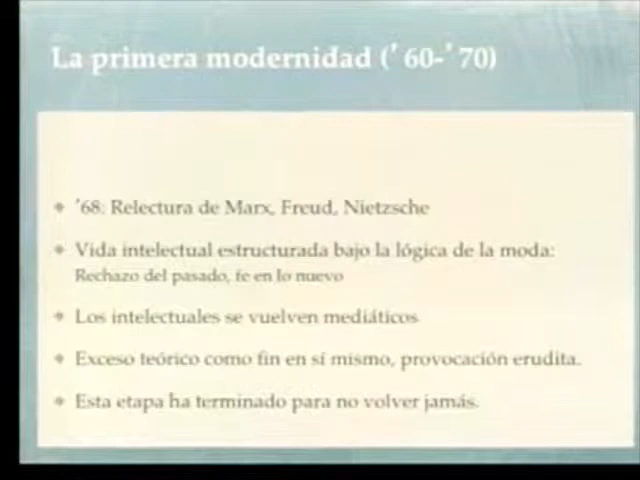 La primera modernidad (’60-’70)
’68: Relectura de Marx, Freud, Nietzsche
Vida intelectual estructurada bajo la lógica de la moda:
Rechazo del pasado, fe en lo nuevo
Los intelectuales se vuelven mediáticos
Exceso teórico como fin en sí mismo, provocación erudita.
Esta etapa ha terminado para no volver jamás.